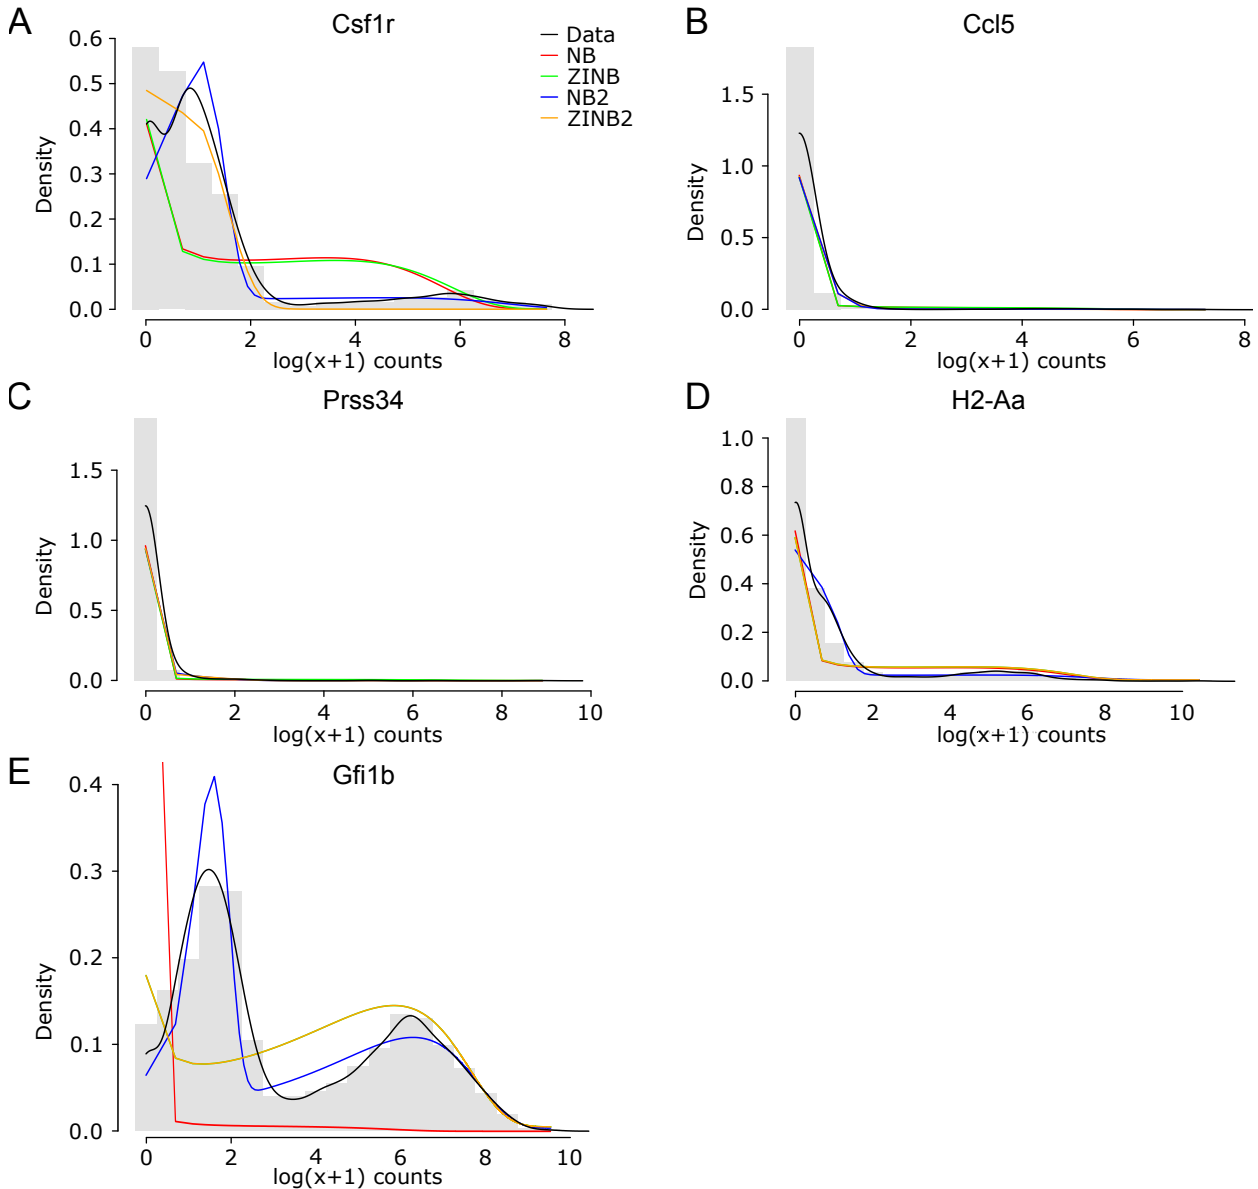 A
Csf1r
Data
NB
ZINB
NB2
ZINB2
0.6
0.5
0.4
0.3
0.2
0.1
0.0
Density
0 2 4 6 8
log(x+1) counts
B
Ccl5
1.5
1.0
0.5
0.0
Density
0 2 4 6 8
log(x+1) counts
C
Prss34
1.5
1.0
0.5
0.0
Density
0 2 4 6 8 10
log(x+1) counts
D
H2-Aa
1.0
0.8
0.6
0.4
0.2
0.0
Density
0 2 4 6 8 10
log(x+1) counts
E
Gfi1b
0.4
0.3
0.2
0.1
0.0
Density
0 2 4 6 8 10
log(x+1) counts